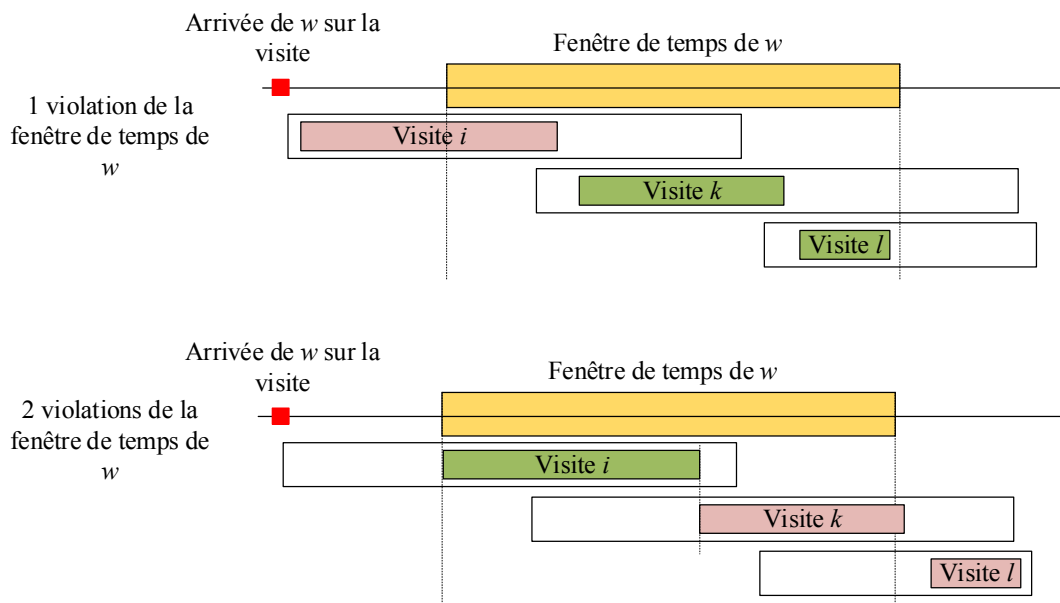 Arrivée de w sur la
visite
Fenêtre de temps de w
1 violation de la
fenêtre de temps de
w
Visite i
Visite k
Visite l
Arrivée de w sur la
visite
Fenêtre de temps de w
2 violations de la
fenêtre de temps de
w
Visite i
Visite k
Visite l